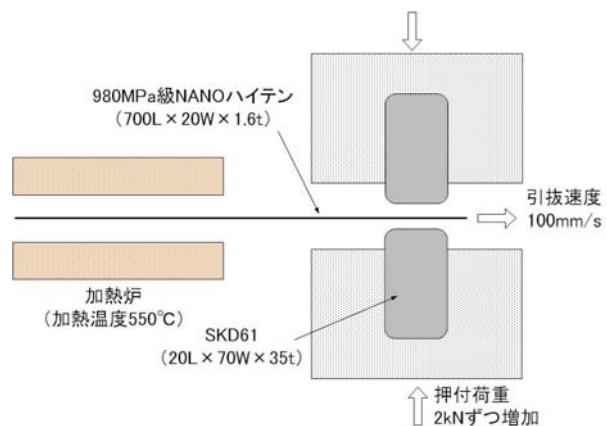 980MPa級NANOハイテン
(700L×20W×1.6t)
引抜速度
100mm/s
加熱炉
(加熱温度550℃)
SKD61
(20L×70W×35t)
押付荷重
2kNずつ増加